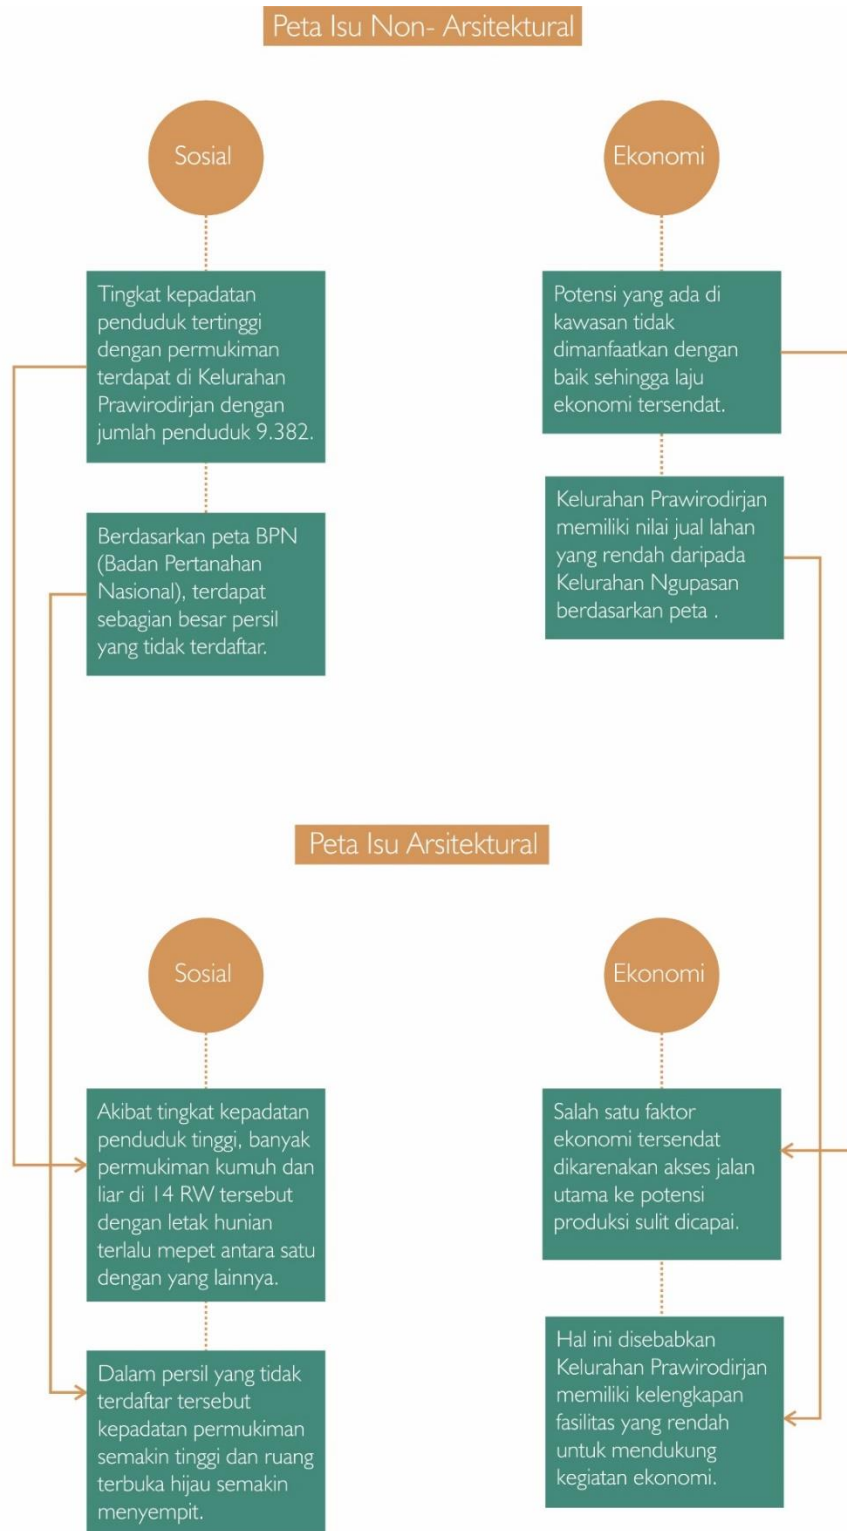 Peta Isu Non- Arsitektural
Sosial
Tingkat kepadatan
penduduk tertinggi
dengan permukiman
terdapat di Kelurahan
Prawirodirjan dengan
jumlah penduduk 9.382.
Berdasarkan peta BPN
(Badan Pertanahan
Nasional), terdapat
sebagian besar persil
yang tidak terdaftar.
Ekonomi
Potensi yang ada di
kawasan tidak
dimanfaatkan dengan
baik sehingga laju
ekonomi tersendat.
Kelurahan Prawirodirjan
memiliki nilai jual lahan
yang rendah daripada
Kelurahan Ngupasan
berdasarkan peta .
Peta Isu Arsitektural
Sosial
Akibat tingkat kepadatan
penduduk tinggi, banyak
permukiman kumuh dan
liar di 14 RW tersebut
dengan letak hunian
terlalu mepet antara satu
dengan yang lainnya.
Dalam persil yang tidak
terdaftar tersebut
kepadatan permukiman
semakin tinggi dan ruang
terbuka hijau semakin
menyempit.
Ekonomi
Salah satu faktor
ekonomi tersendat
dikarenakan akses jalan
utama ke potensi
produksi sulit dicapai.
Hal ini disebabkan
Kelurahan Prawirodirjan
memiliki kelengkapan
fasilitas yang rendah
untuk mendukung
kegiatan ekonomi.